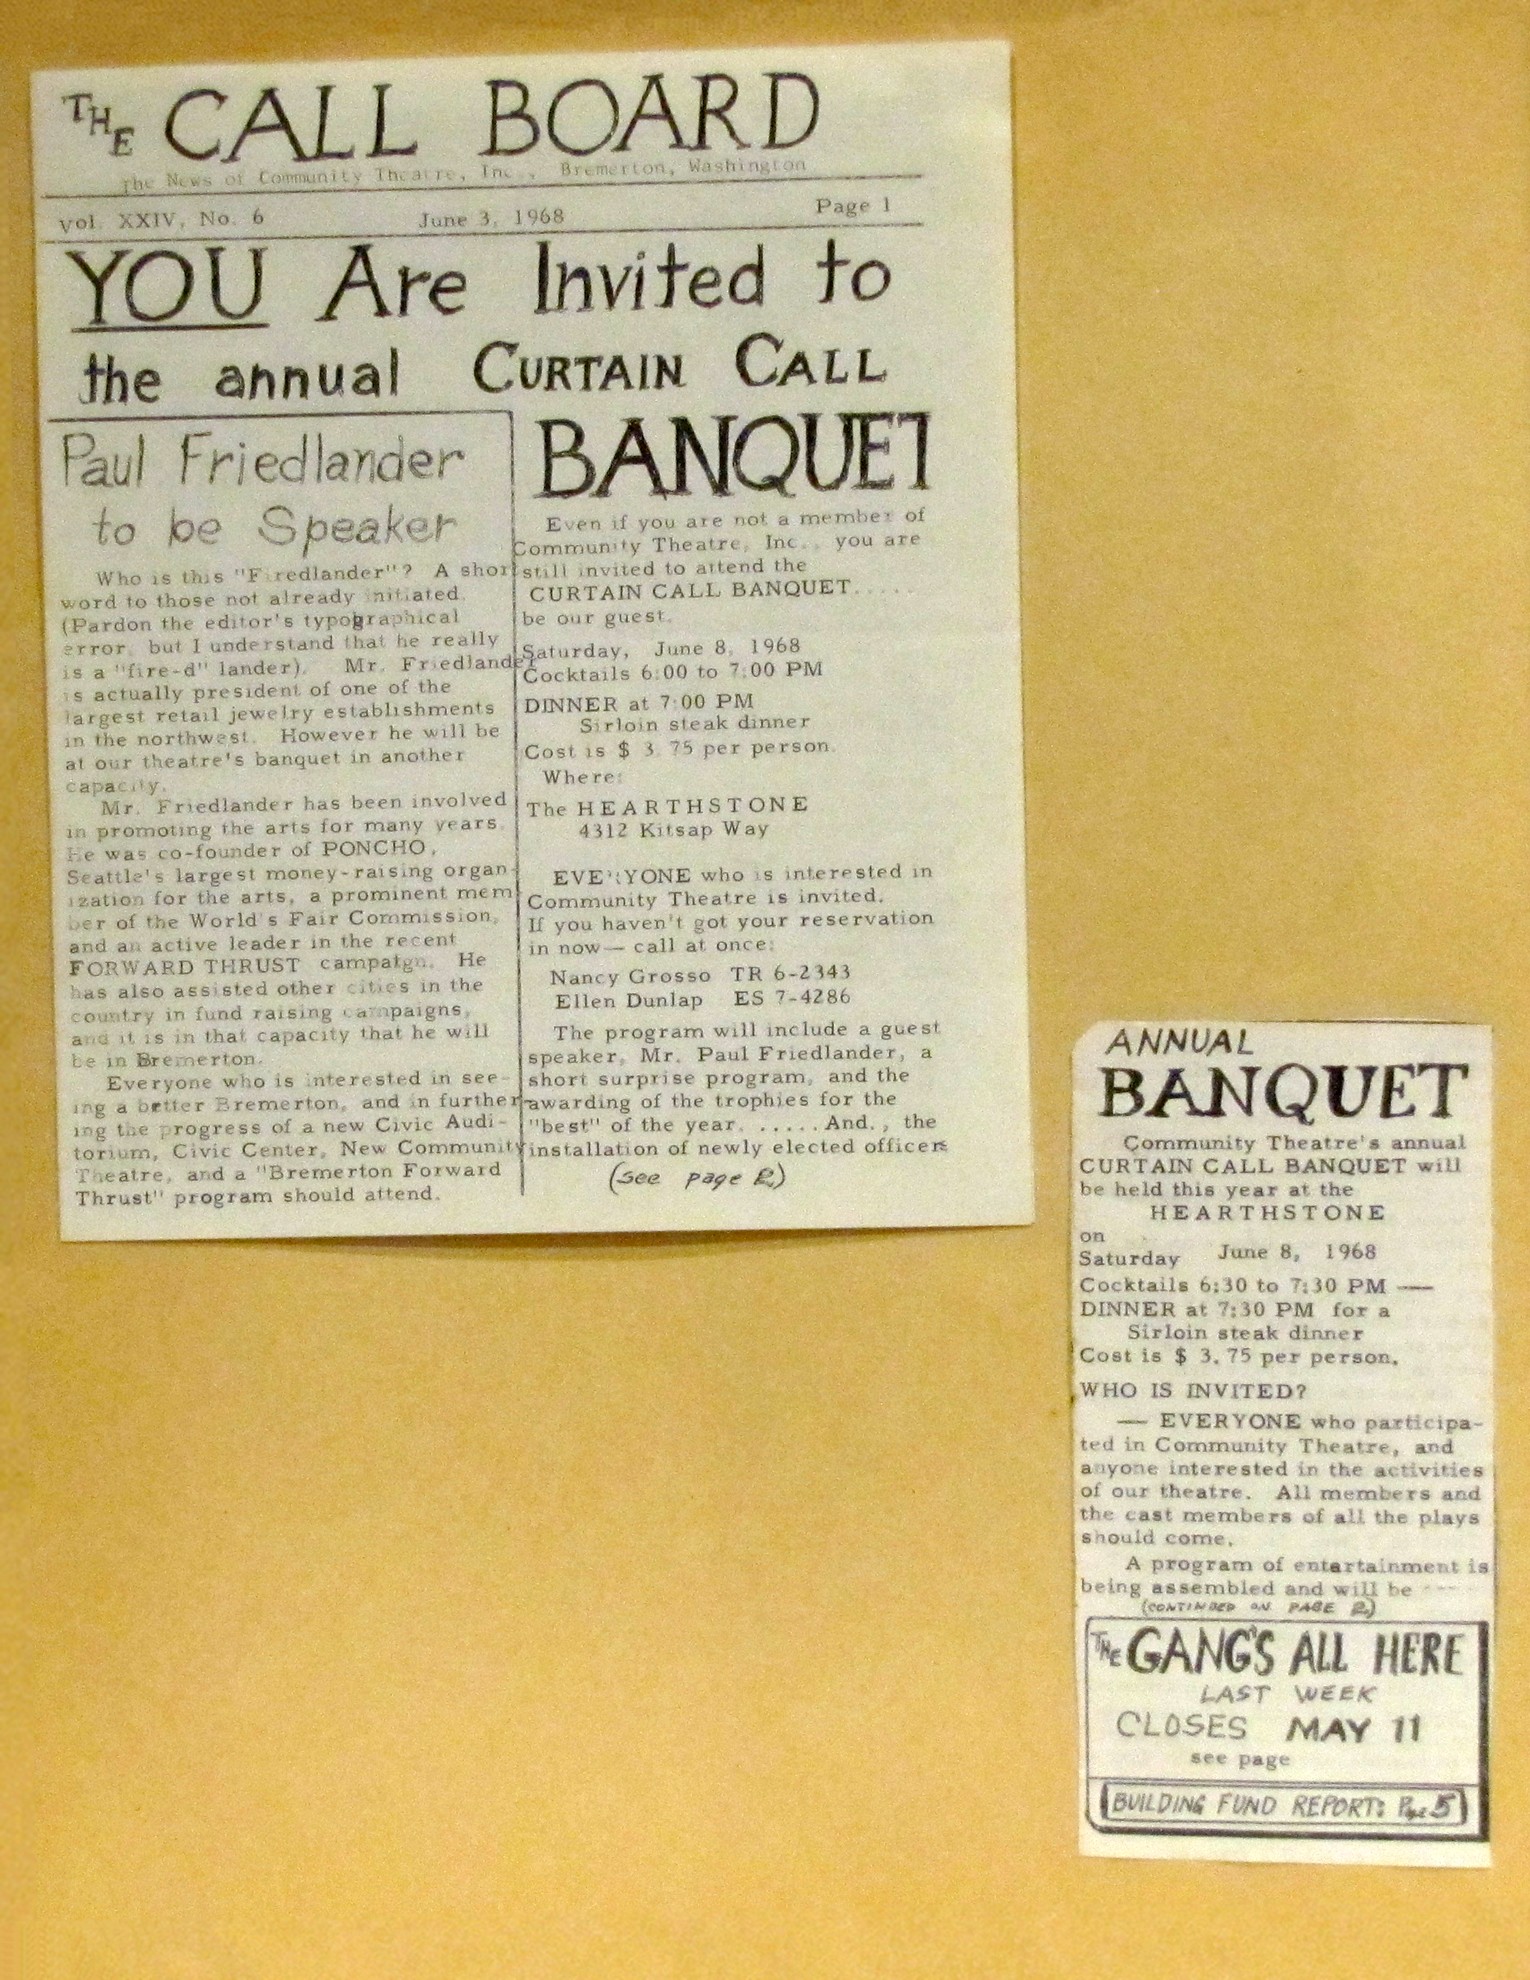 THE CALL BOARD
The News of Community Theatre, Inc., Bremerton, Washington
Vol. XXIV, No. 6 June 3, 1968 Page 1
YOU Are Invited to
the annual CURTAIN CALL
BANQUET
Paul Friedlander
to be Speaker
Who is this "Firedlander"? A short
word to those not already initiated.
(Pardon the editor's typographical
error, but I understand that he really
is a "fire-d" lander). Mr. Friedlander
is actually president of one of the
largest retail jewelry establishments
in the northwest. However he will be
at our theatre's banquet in another
capacity.
Mr. Friedlander has been involved
in promoting the arts for many years.
He was co-founder of PONCHO,
Seattle's largest money-raising organ-
ization for the arts, a prominent mem
ber of the World's Fair Commission,
and an active leader in the recent
FORWARD THRUST campaign. He
has also assisted other cities in the
country in fund raising campaigns,
and it is in that capacity that he will
be in Bremerton.
Everyone who is interested in see-
ing a better Bremerton, and in further-
ing the progress of a new Civic Audi-
torium, Civic Center, New Community
Theatre, and a "Bremerton Forward
Thrust" program should attend.
Even if you are not a member of
Community Theatre, Inc., you are
still invited to attend the
CURTAIN CALL BANQUET.....
be our guest.
Saturday, June 8, 1968
Cocktails 6:00 to 7:00 PM
DINNER at 7:00 PM
Sirloin steak dinner
Cost is $ 3.75 per person.
Where:
The HEARTHSTONE
4312 Kitsap Way
EVERYONE who is interested in
Community Theatre is invited.
If you haven't got your reservation
in now— call at once:
Nancy Grosso TR 6-2343
Ellen Dunlap ES 7-4286
The program will include a guest
speaker, Mr. Paul Friedlander, a
short surprise program, and the
awarding of the trophies for the
"best" of the year. .....And., the
installation of newly elected officers
(see page 2)
ANNUAL
BANQUET
Community Theatre's annual
CURTAIN CALL BANQUET will
be held this year at the
HEARTHSTONE
on
Saturday June 8, 1968
Cocktails 6:30 to 7:30 PM —
DINNER at 7:30 PM for a
Sirloin steak dinner
Cost is $ 3.75 per person.
WHO IS INVITED?
— EVERYONE who participa-
ted in Community Theatre, and
anyone interested in the activities
of our theatre. All members and
the cast members of all the plays
should come.
A program of entertainment is
being assembled and will be ---
(CONTINUED ON PAGE 2)
THE GANG'S ALL HERE
LAST WEEK
CLOSES MAY 11
see page
BUILDING FUND REPORT: Page 5